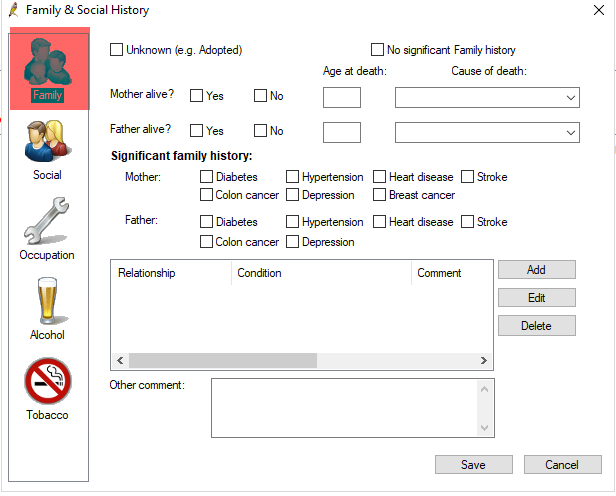 Family & Social History
Family
Social
Occupation
Alcohol
Tobacco
Unknown (e.g. Adopted) No significant Family history
Age at death: Cause of death:
Mother alive? Yes No
Father alive? Yes No
Significant family history:
Mother: Diabetes Hypertension Heart disease Stroke
Colon cancer Depression Breast cancer
Father: Diabetes Hypertension Heart disease Stroke
Colon cancer Depression
Relationship Condition Comment
Add
Edit
Delete
Other comment:
Save Cancel